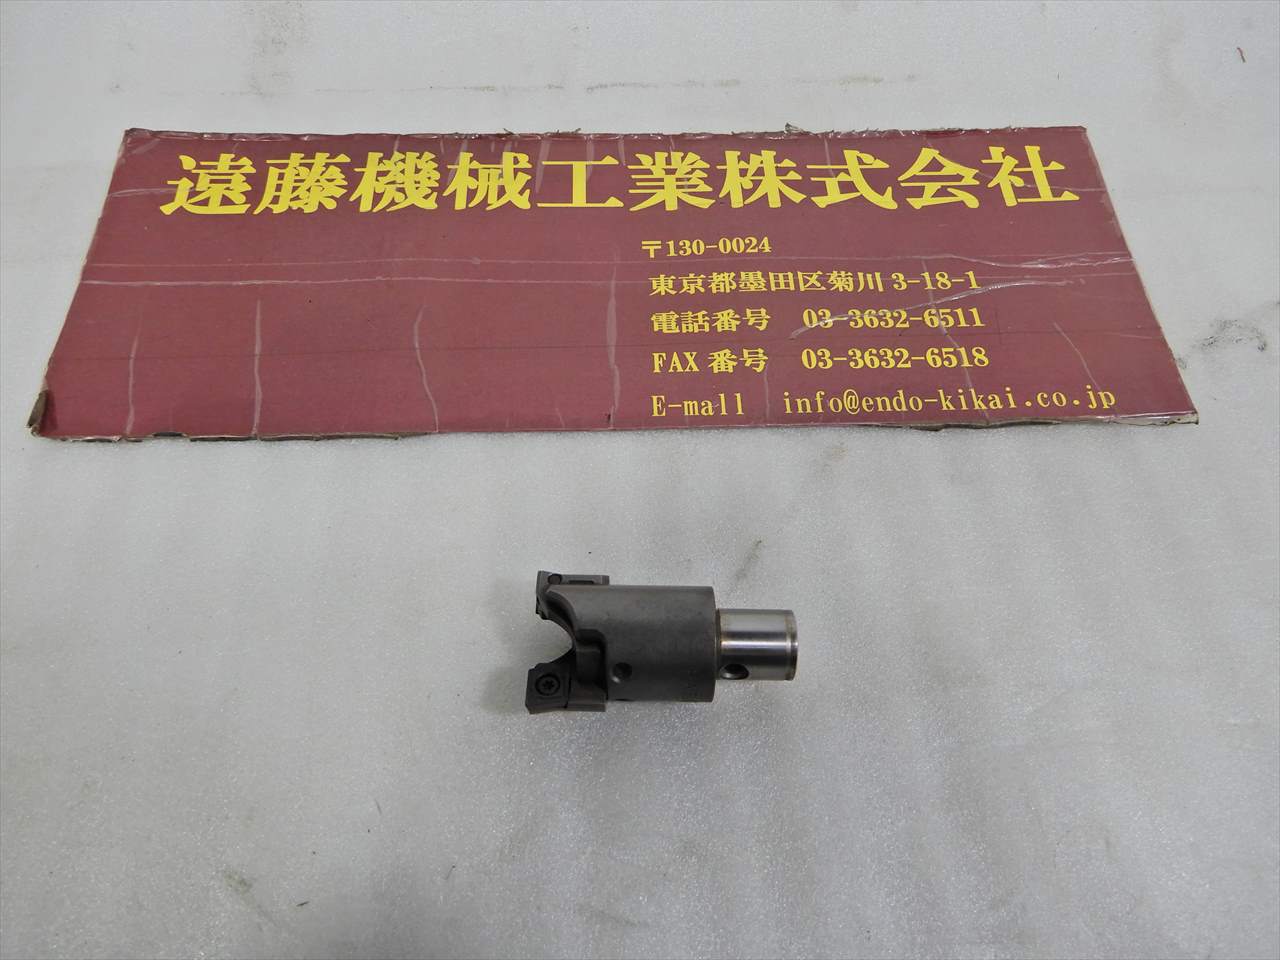 遠藤機械工業株式会社
〒130-0024
東京都墨田区菊川 3-18-1
電話番号 03-3632-6511
FAX 番号 03-3632-6518
E-mall info@endo-kikai.co.jp